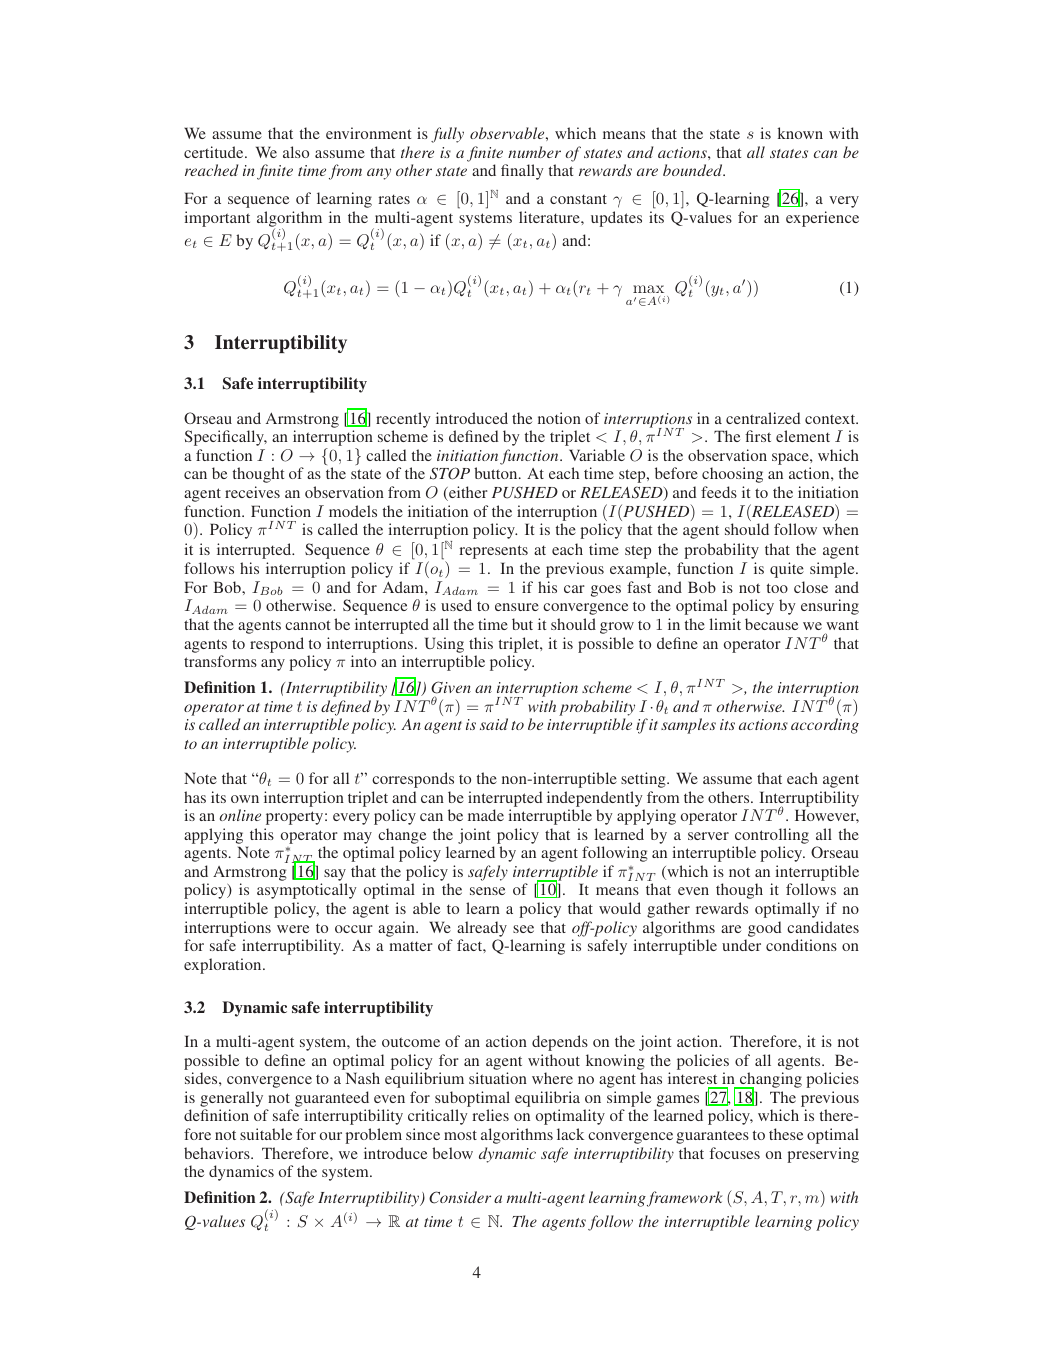 We assume that the environment is fully observable, which means that the state s is known with
certitude. We also assume that there is a finite number of states and actions, that all states can be
reached in finite time from any other state and finally that rewards are bounded.
For a sequence of learning rates α ∈ [0, 1]^ℕ and a constant γ ∈ [0, 1], Q-learning [26], a very
important algorithm in the multi-agent systems literature, updates its Q-values for an experience
e_t ∈ E by Q_{t+1}^{(i)}(x, a) = Q_t^{(i)}(x, a) if (x, a) ≠ (x_t, a_t) and:
Q_{t+1}^{(i)}(x_t, a_t) = (1 − α_t)Q_t^{(i)}(x_t, a_t) + α_t(r_t + γ max_{a′∈A^{(i)}} Q_t^{(i)}(y_t, a′)) (1)
3 Interruptibility
3.1 Safe interruptibility
Orseau and Armstrong [16] recently introduced the notion of interruptions in a centralized context.
Specifically, an interruption scheme is defined by the triplet < I, θ, π^{INT} >. The first element I is
a function I : O → {0, 1} called the initiation function. Variable O is the observation space, which
can be thought of as the state of the STOP button. At each time step, before choosing an action, the
agent receives an observation from O (either PUSHED or RELEASED) and feeds it to the initiation
function. Function I models the initiation of the interruption (I(PUSHED) = 1, I(RELEASED) =
0). Policy π^{INT} is called the interruption policy. It is the policy that the agent should follow when
it is interrupted. Sequence θ ∈ [0, 1[^ℕ represents at each time step the probability that the agent
follows his interruption policy if I(o_t) = 1. In the previous example, function I is quite simple.
For Bob, I_{Bob} = 0 and for Adam, I_{Adam} = 1 if his car goes fast and Bob is not too close and
I_{Adam} = 0 otherwise. Sequence θ is used to ensure convergence to the optimal policy by ensuring
that the agents cannot be interrupted all the time but it should grow to 1 in the limit because we want
agents to respond to interruptions. Using this triplet, it is possible to define an operator INT^θ that
transforms any policy π into an interruptible policy.
Definition 1. (Interruptibility [16]) Given an interruption scheme < I, θ, π^{INT} >, the interruption
operator at time t is defined by INT^θ(π) = π^{INT} with probability I · θ_t and π otherwise. INT^θ(π)
is called an interruptible policy. An agent is said to be interruptible if it samples its actions according
to an interruptible policy.
Note that “θ_t = 0 for all t” corresponds to the non-interruptible setting. We assume that each agent
has its own interruption triplet and can be interrupted independently from the others. Interruptibility
is an online property: every policy can be made interruptible by applying operator INT^θ. However,
applying this operator may change the joint policy that is learned by a server controlling all the
agents. Note π*_{INT} the optimal policy learned by an agent following an interruptible policy. Orseau
and Armstrong [16] say that the policy is safely interruptible if π*_{INT} (which is not an interruptible
policy) is asymptotically optimal in the sense of [10]. It means that even though it follows an
interruptible policy, the agent is able to learn a policy that would gather rewards optimally if no
interruptions were to occur again. We already see that off-policy algorithms are good candidates
for safe interruptibility. As a matter of fact, Q-learning is safely interruptible under conditions on
exploration.
3.2 Dynamic safe interruptibility
In a multi-agent system, the outcome of an action depends on the joint action. Therefore, it is not
possible to define an optimal policy for an agent without knowing the policies of all agents. Be-
sides, convergence to a Nash equilibrium situation where no agent has interest in changing policies
is generally not guaranteed even for suboptimal equilibria on simple games [27, 18]. The previous
definition of safe interruptibility critically relies on optimality of the learned policy, which is there-
fore not suitable for our problem since most algorithms lack convergence guarantees to these optimal
behaviors. Therefore, we introduce below dynamic safe interruptibility that focuses on preserving
the dynamics of the system.
Definition 2. (Safe Interruptibility) Consider a multi-agent learning framework (S, A, T, r, m) with
Q-values Q_t^{(i)} : S × A^{(i)} → ℝ at time t ∈ ℕ. The agents follow the interruptible learning policy
4